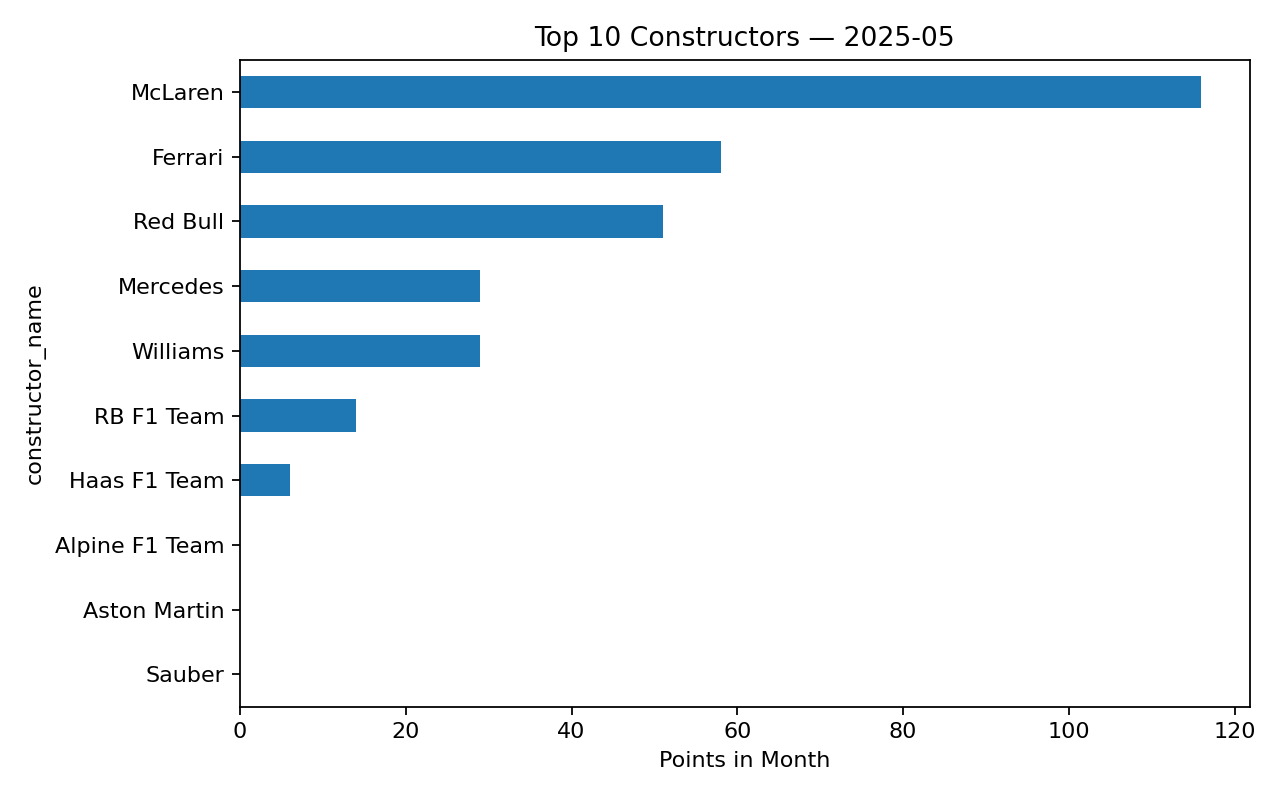 Top 10 Constructors — 2025-05
constructor_name
McLaren
Ferrari
Red Bull
Mercedes
Williams
RB F1 Team
Haas F1 Team
Alpine F1 Team
Aston Martin
Sauber
0 20 40 60 80 100 120
Points in Month